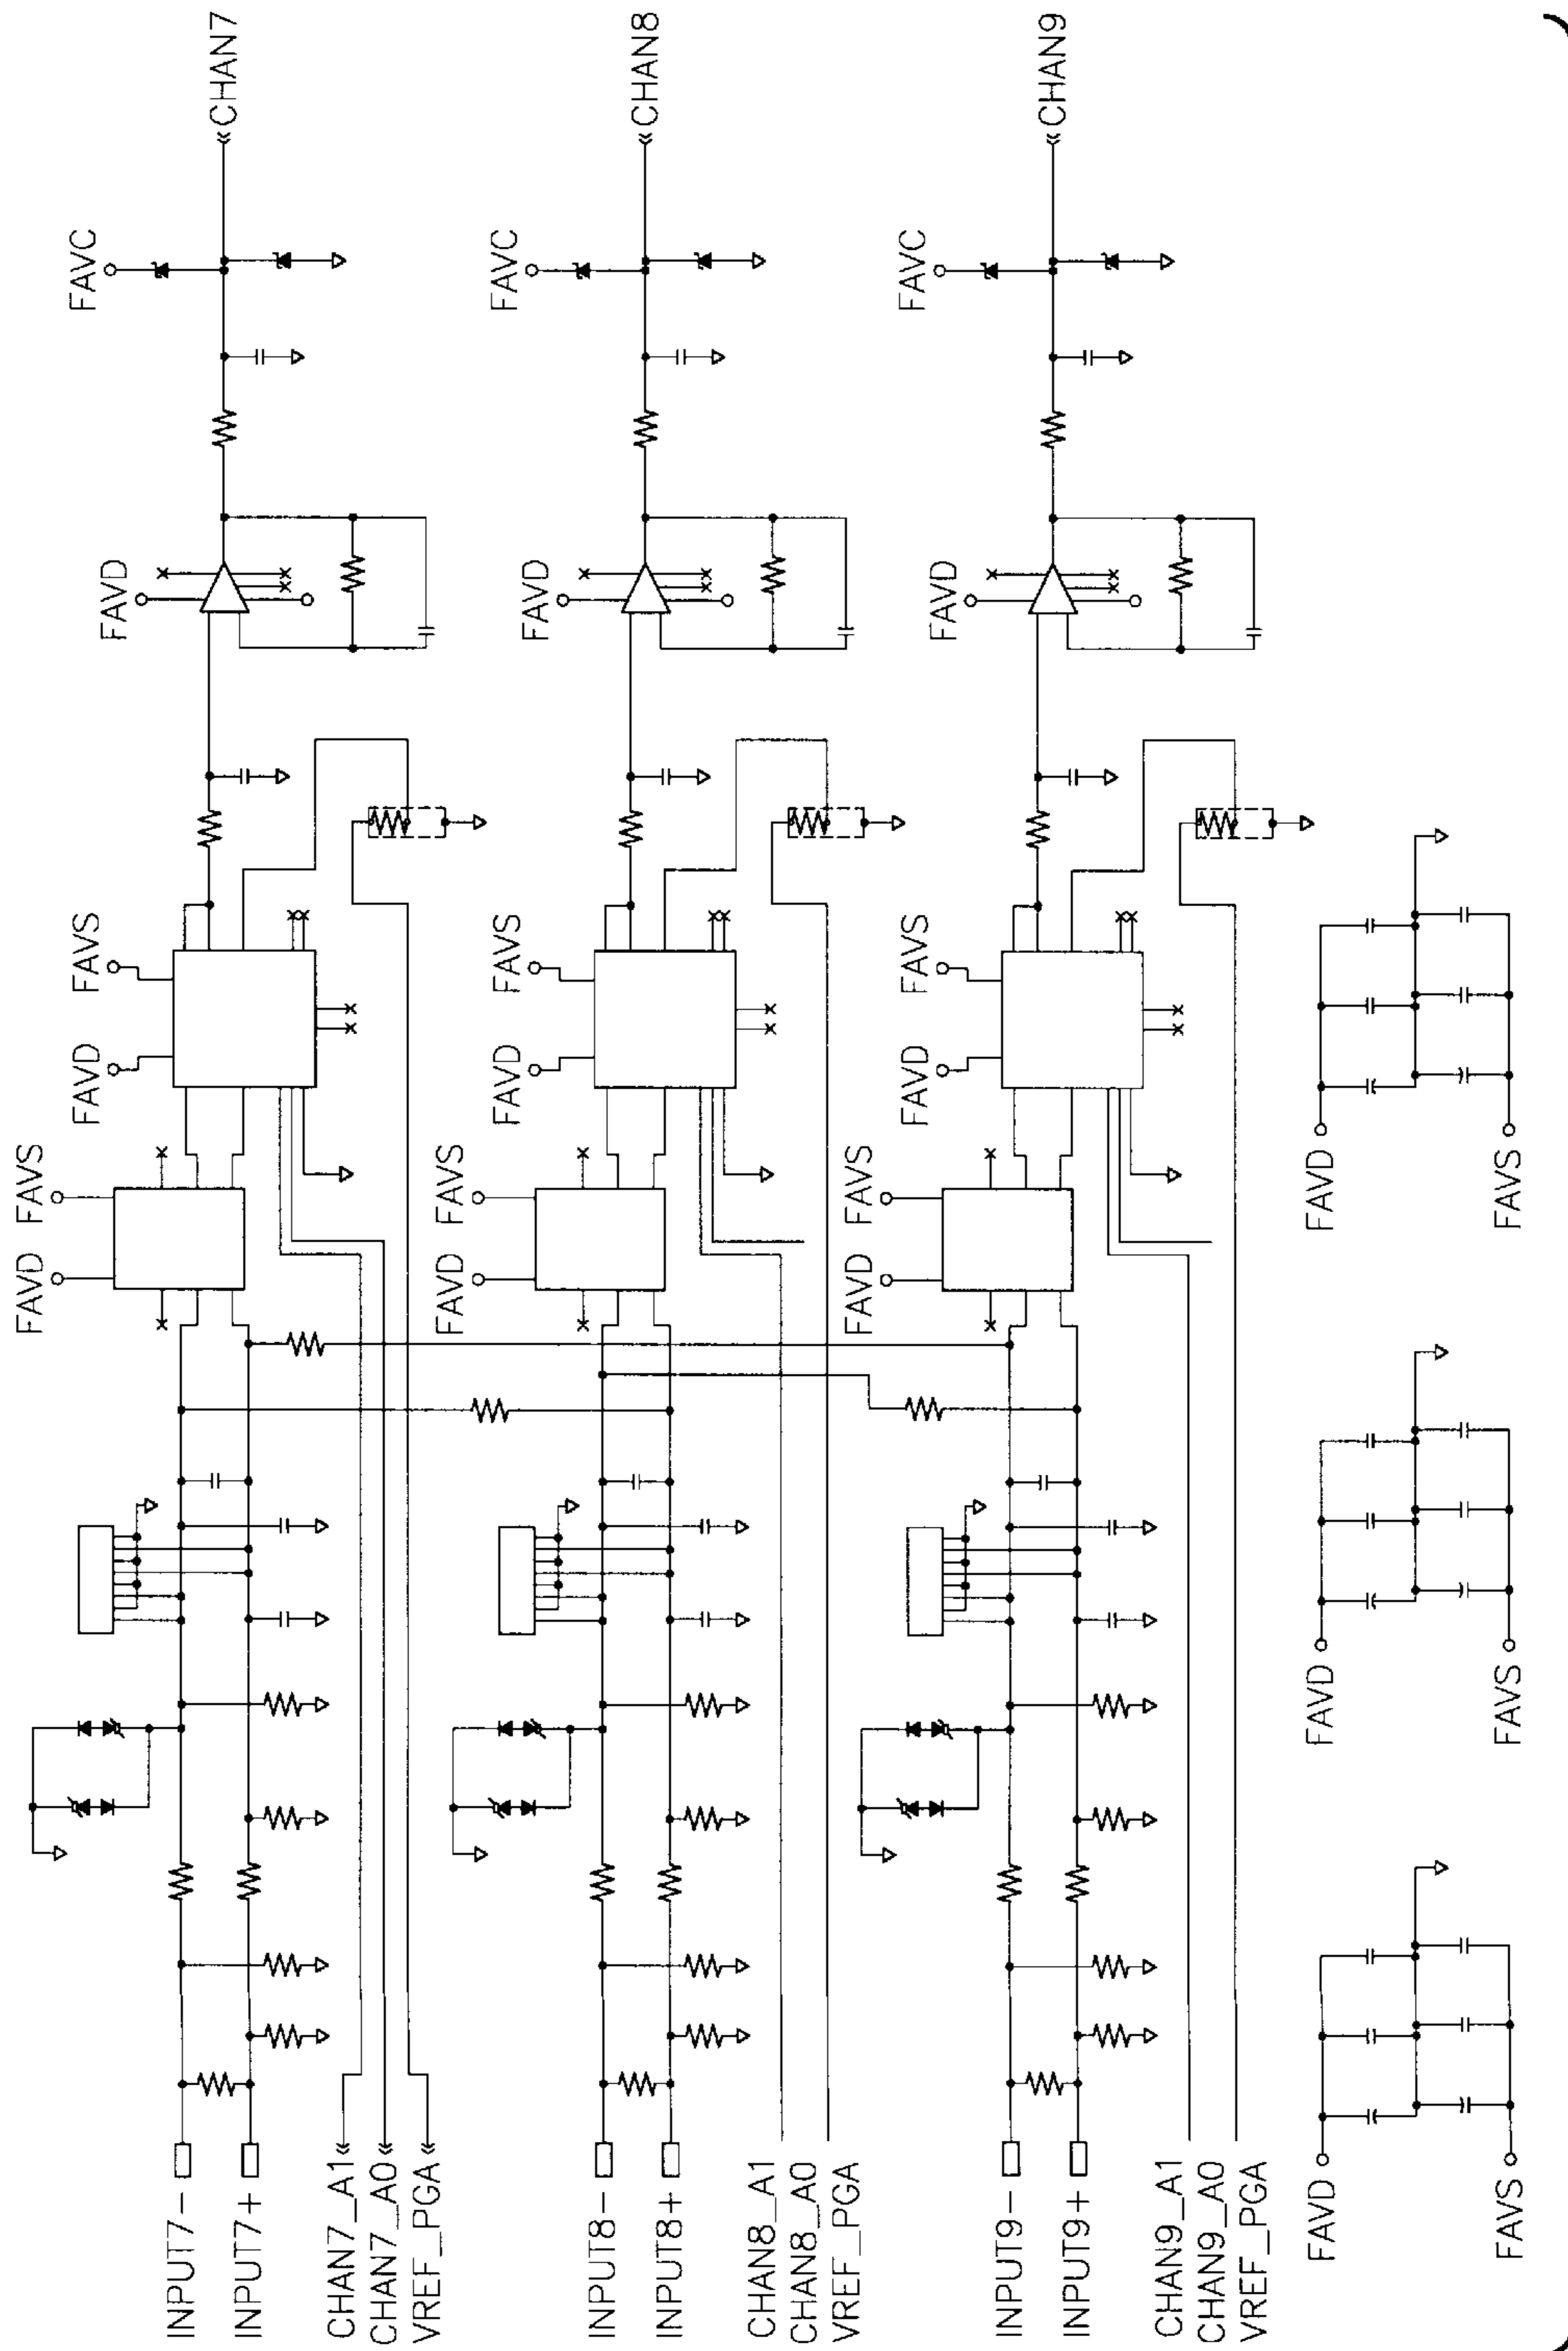 FAVD
FAVS
FAVD
FAVS
FAVD
FAVC
CHAN7
INPUT7-
INPUT7+
CHAN7_A1
CHAN7_A0
VREF_PGA
FAVD
FAVS
FAVD
FAVS
FAVD
FAVC
CHAN8
INPUT8-
INPUT8+
CHAN8_A1
CHAN8_A0
VREF_PGA
FAVD
FAVS
FAVD
FAVS
FAVD
FAVC
CHAN9
INPUT9-
INPUT9+
CHAN9_A1
CHAN9_A0
VREF_PGA
FAVD
FAVS
FAVD
FAVS
FAVD
FAVS